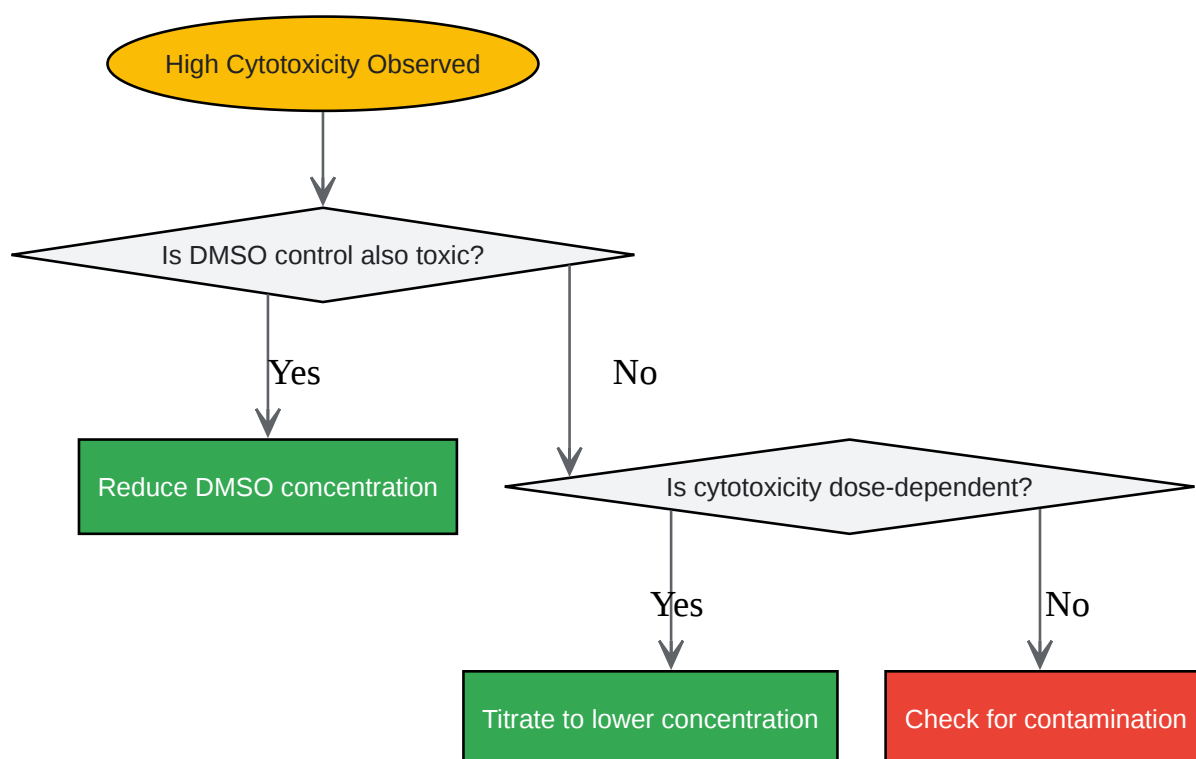 High Cytotoxicity Observed
Is DMSO control also toxic?
Yes
No
Reduce DMSO concentration
Is cytotoxicity dose-dependent?
Yes
No
Titrate to lower concentration
Check for contamination